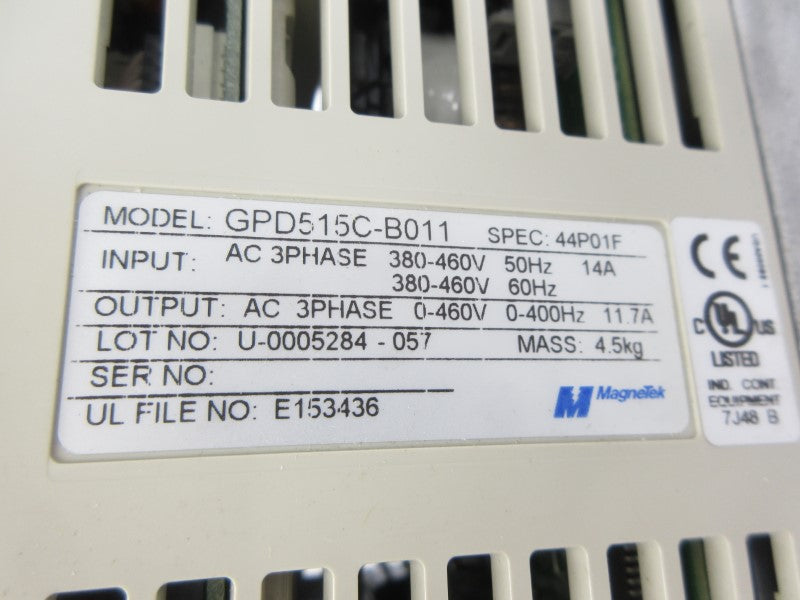 MODEL: GPD515C-B011 SPEC: 44P01F
INPUT: AC 3PHASE 380-460V 50Hz 14A
380-460V 60Hz
OUTPUT: AC 3PHASE 0-460V 0-400Hz 11.7A
LOT NO: U-0005284 - 057 MASS: 4.5kg
SER NO:
UL FILE NO: E153436
MagneTek
CE
C UL US
LISTED
IND. CONT.
EQUIPMENT
7J48 B